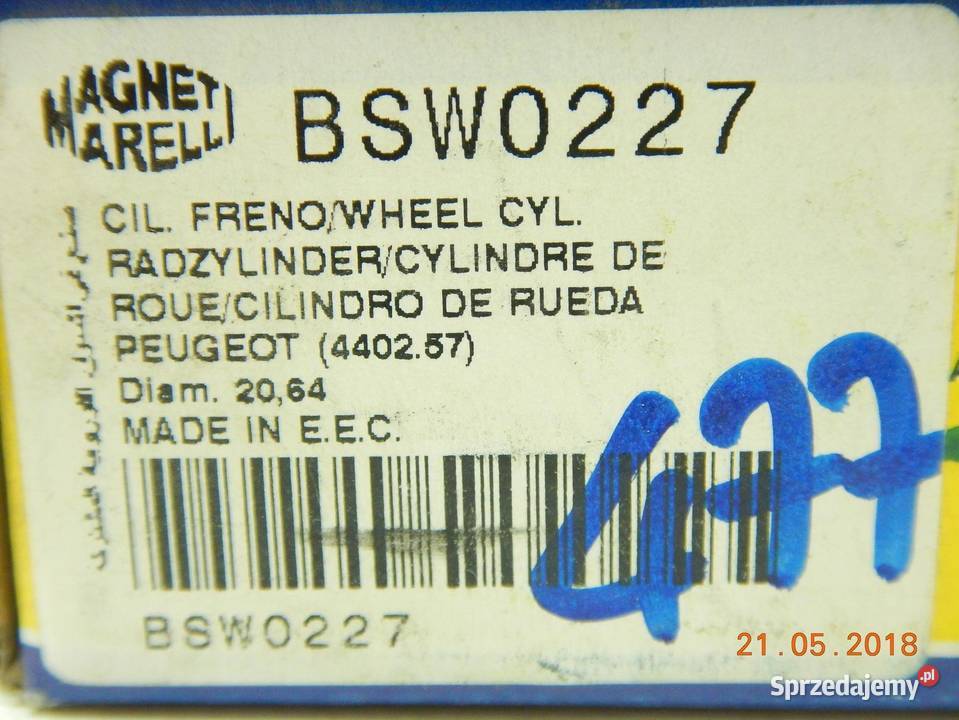 MAGNETI
MARELLI
BSW0227
CIL. FRENO/WHEEL CYL.
RADZYLINDER/CYLINDRE DE
ROUE/CILINDRO DE RUEDA
PEUGEOT (4402.57)
Diam. 20,64
MADE IN E.E.C.
BSW0227
477
21.05.2018
Sprzedajemy.pl